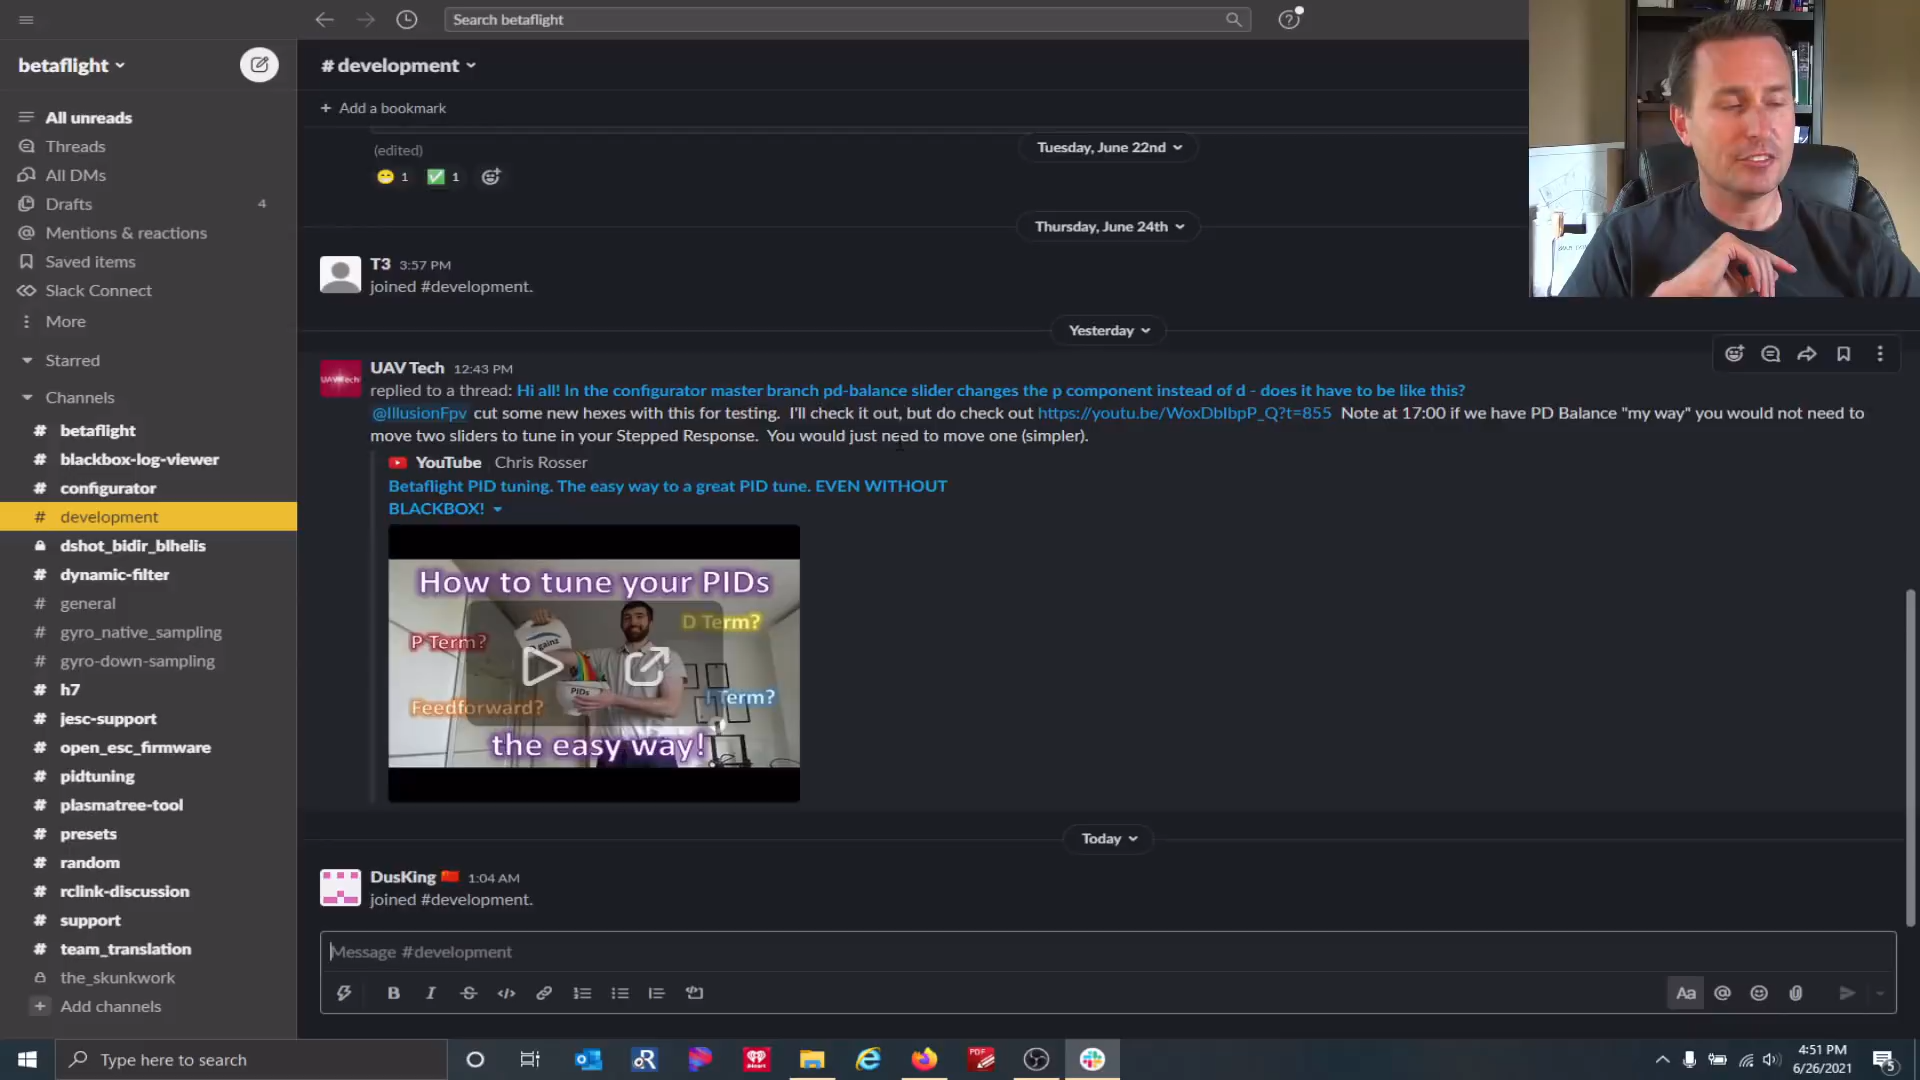 Search betaflight
betaflight
# development
+ Add a bookmark
All unreads
Threads
All DMs
Drafts 4
Mentions & reactions
Saved items
Slack Connect
More
Starred
Channels
# betaflight
# blackbox-log-viewer
# configurator
# development
dshot_bidir_blhelis
# dynamic-filter
# general
# gyro_native_sampling
# gyro-down-sampling
# h7
# jesc-support
# open_esc_firmware
# pidtuning
# plasmatree-tool
# presets
# random
# rclink-discussion
# support
# team_translation
the_skunkwork
+ Add channels
(edited)
Tuesday, June 22nd
1 1
Thursday, June 24th
T3 3:57 PM
joined #development.
Yesterday
UAV Tech 12:43 PM
replied to a thread: Hi all! In the configurator master branch pd-balance slider changes the p component instead of d - does it have to be like this?
@IllusionFpv cut some new hexes with this for testing. I'll check it out, but do check out https://youtu.be/WoxDbIbpP_Q?t=855 Note at 17:00 if we have PD Balance "my way" you would not need to
move two sliders to tune in your Stepped Response. You would just need to move one (simpler).
YouTube Chris Rosser
Betaflight PID tuning. The easy way to a great PID tune. EVEN WITHOUT
BLACKBOX!
How to tune your PIDs
P Term?
D Term?
gainz
PIDs
Feedforward?
I Term?
the easy way!
Today
DusKing 1:04 AM
joined #development.
Message #development
B I S </>
Aa @
Type here to search
4:51 PM
6/26/2021
5